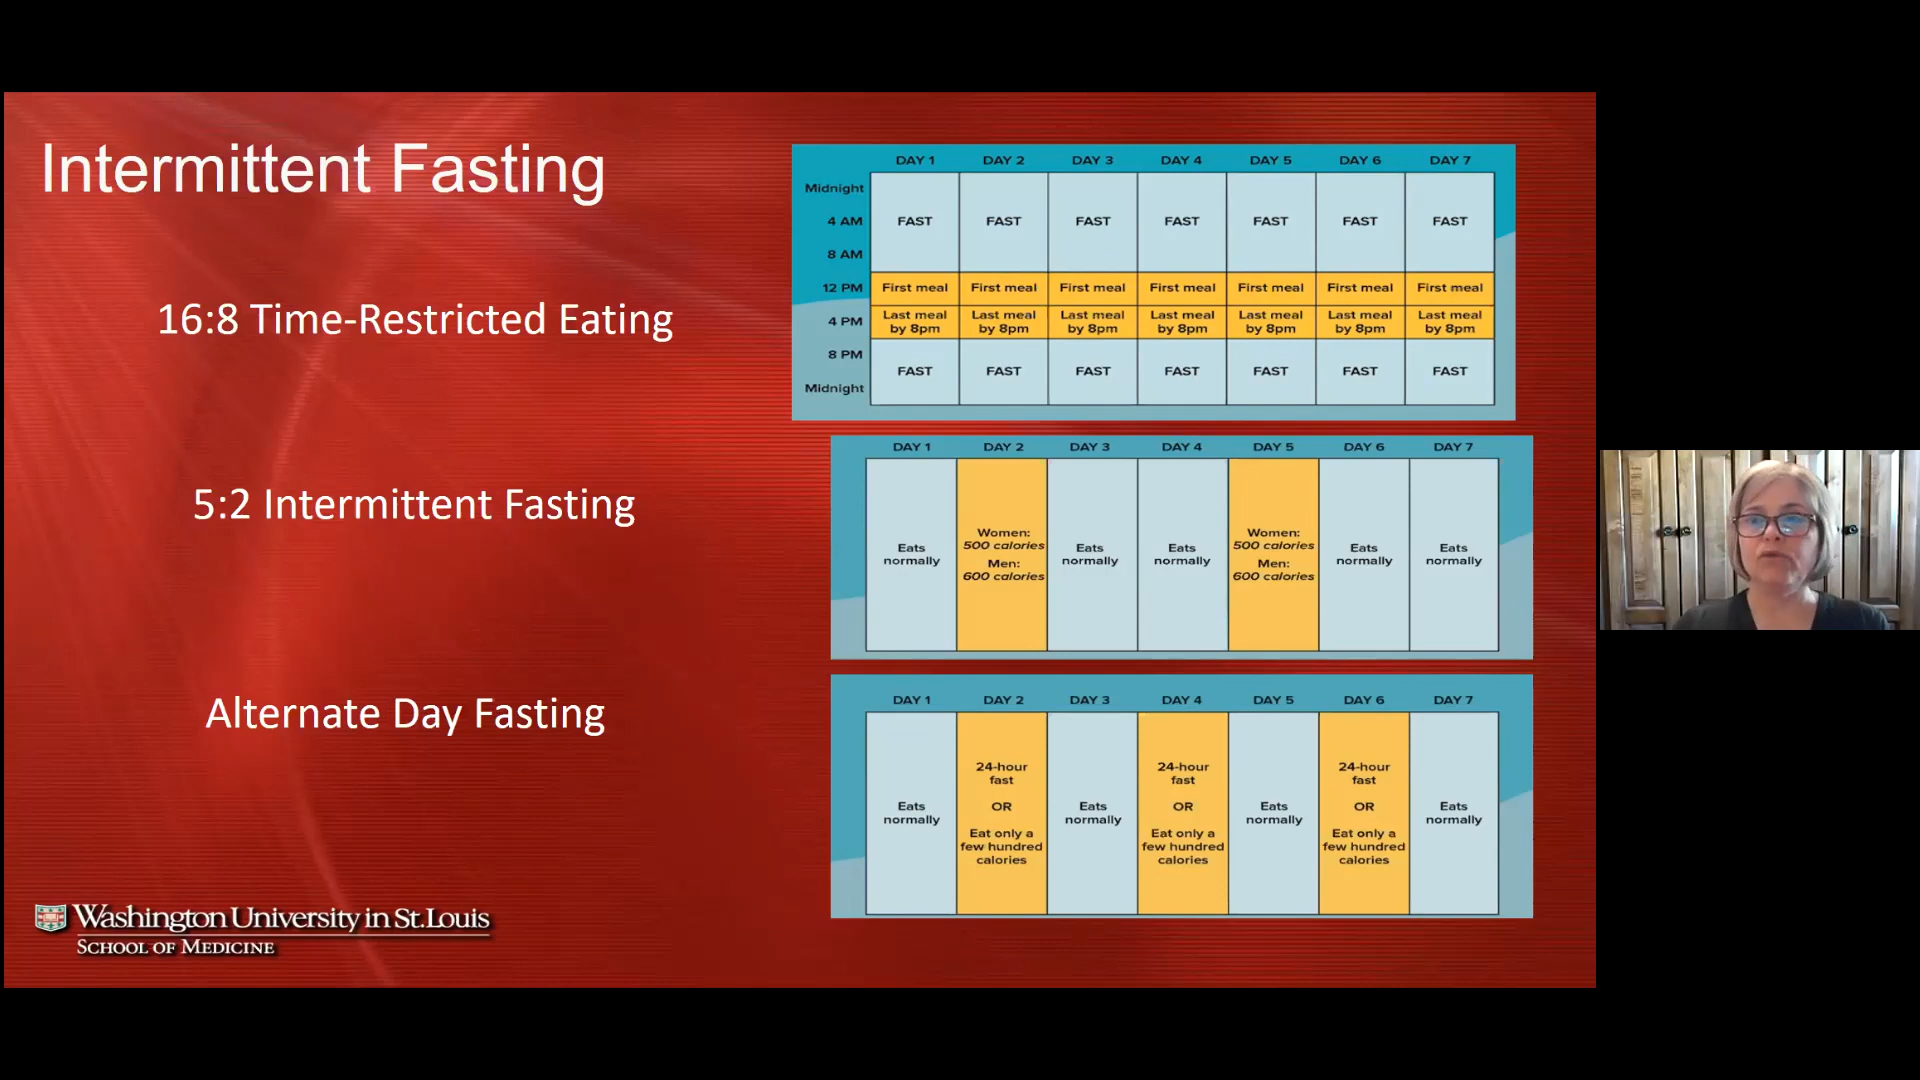 Intermittent Fasting
16:8 Time-Restricted Eating
DAY 1 DAY 2 DAY 3 DAY 4 DAY 5 DAY 6 DAY 7
Midnight
4 AM FAST FAST FAST FAST FAST FAST FAST
8 AM
12 PM First meal First meal First meal First meal First meal First meal First meal
4 PM Last meal Last meal Last meal Last meal Last meal Last meal Last meal
by 8pm by 8pm by 8pm by 8pm by 8pm by 8pm by 8pm
8 PM
FAST FAST FAST FAST FAST FAST FAST
Midnight
5:2 Intermittent Fasting
DAY 1 DAY 2 DAY 3 DAY 4 DAY 5 DAY 6 DAY 7
Eats
normally
Women:
500 calories
Men:
600 calories
Eats
normally
Eats
normally
Women:
500 calories
Men:
600 calories
Eats
normally
Eats
normally
Alternate Day Fasting
DAY 1 DAY 2 DAY 3 DAY 4 DAY 5 DAY 6 DAY 7
Eats
normally
24-hour
fast
OR
Eat only a
few hundred
calories
Eats
normally
24-hour
fast
OR
Eat only a
few hundred
calories
Eats
normally
24-hour
fast
OR
Eat only a
few hundred
calories
Eats
normally
Washington University in St. Louis
SCHOOL OF MEDICINE